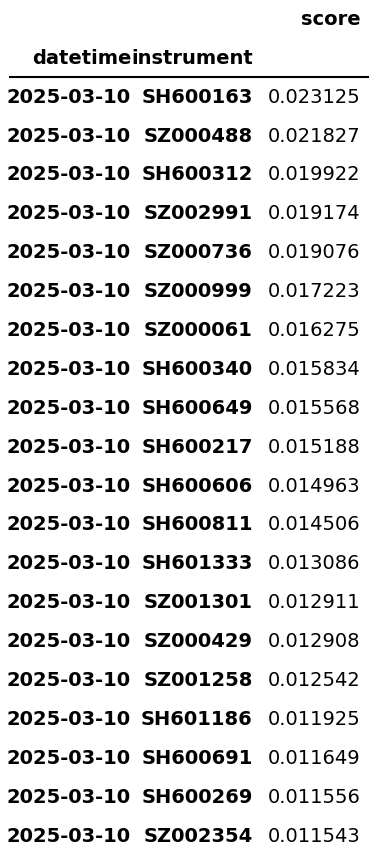 score
datetime instrument
2025-03-10 SH600163 0.023125
2025-03-10 SZ000488 0.021827
2025-03-10 SH600312 0.019922
2025-03-10 SZ002991 0.019174
2025-03-10 SZ000736 0.019076
2025-03-10 SZ000999 0.017223
2025-03-10 SZ000061 0.016275
2025-03-10 SH600340 0.015834
2025-03-10 SH600649 0.015568
2025-03-10 SH600217 0.015188
2025-03-10 SH600606 0.014963
2025-03-10 SH600811 0.014506
2025-03-10 SH601333 0.013086
2025-03-10 SZ001301 0.012911
2025-03-10 SZ000429 0.012908
2025-03-10 SZ001258 0.012542
2025-03-10 SH601186 0.011925
2025-03-10 SH600691 0.011649
2025-03-10 SH600269 0.011556
2025-03-10 SZ002354 0.011543